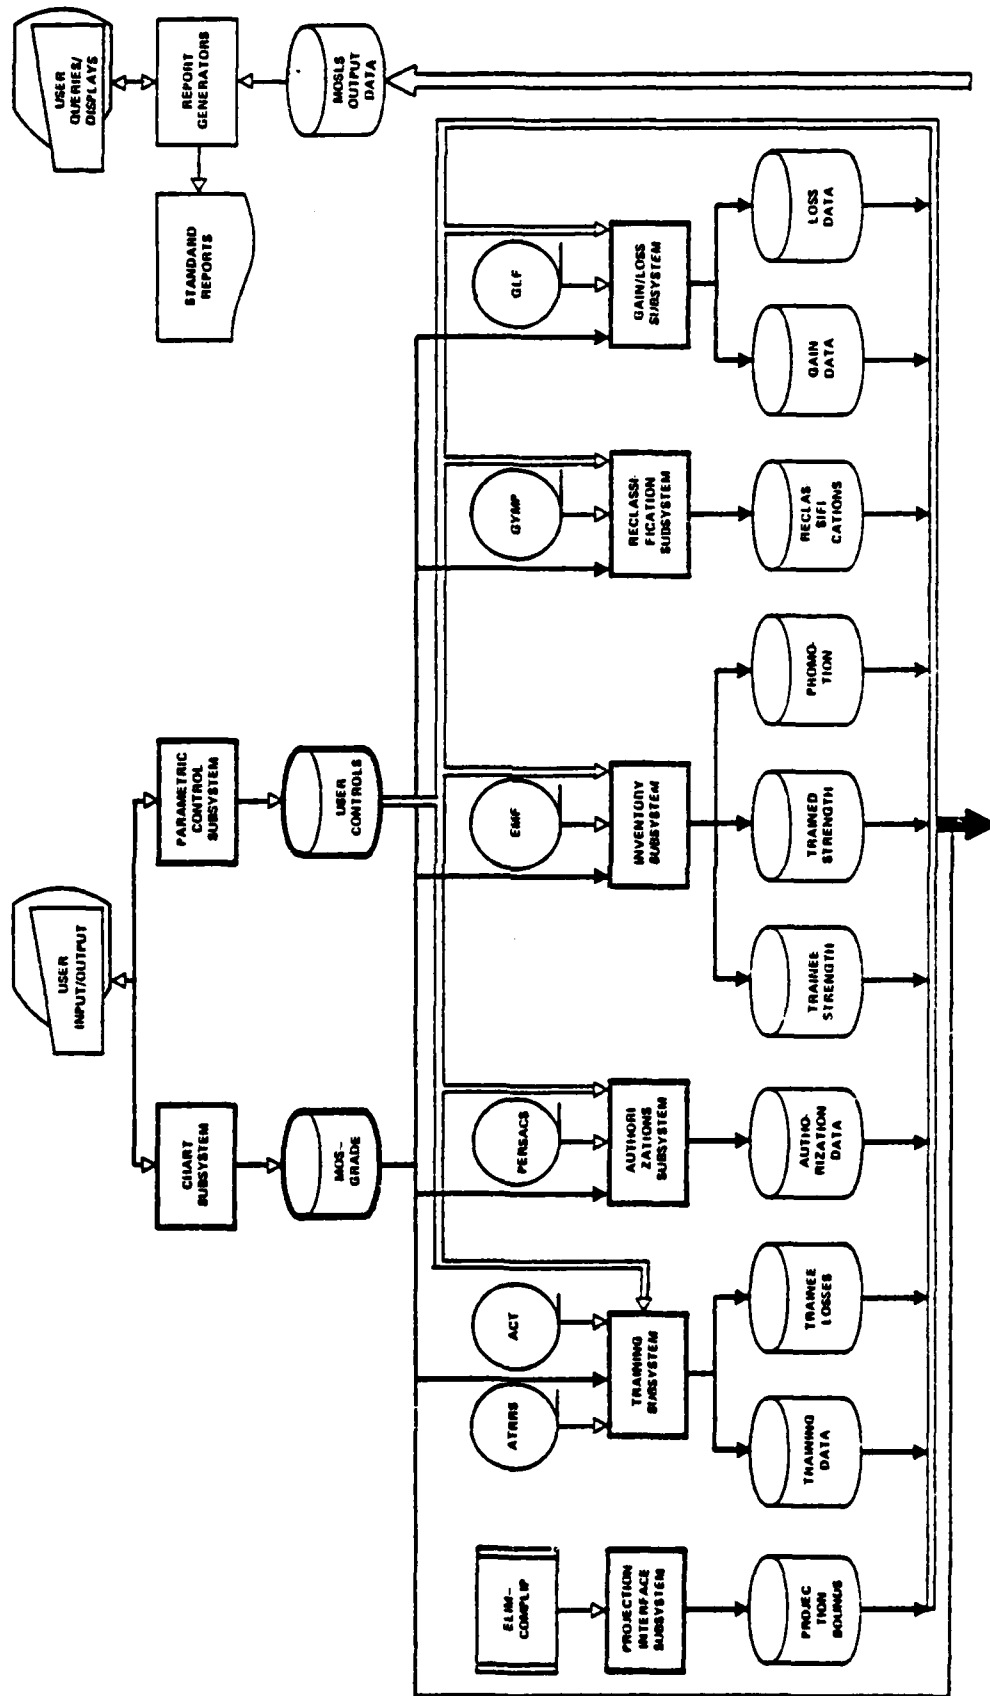 USER
INPUT/OUTPUT
USER
QUERIES/
DISPLAYS
CHART
SUBSYSTEM
PARAMETRIC
CONTROL
SUBSYSTEM
REPORT
GENERATORS
STANDARD
REPORTS
MOS-
GRADE
USER
CONTROLS
MOSLS
OUTPUT
DATA
ELIM-
COMPLIP
ATRRS
ACT
PERSACS
EMF
GYMP
GLF
PROJECTION
INTERFACE
SUBSYSTEM
TRAINING
SUBSYSTEM
AUTHORI
ZATIONS
SUBSYSTEM
INVENTORY
SUBSYSTEM
RECLASSI-
FICATION
SUBSYSTEM
GAIN/LOSS
SUBSYSTEM
PROJEC
TION
BOUNDS
TRAINING
DATA
TRAINEE
LOSSES
AUTHO-
RIZATION
DATA
TRAINEE
STRENGTH
TRAINED
STRENGTH
PROMO-
TION
RECLAS
SIFI
CATIONS
GAIN
DATA
LOSS
DATA